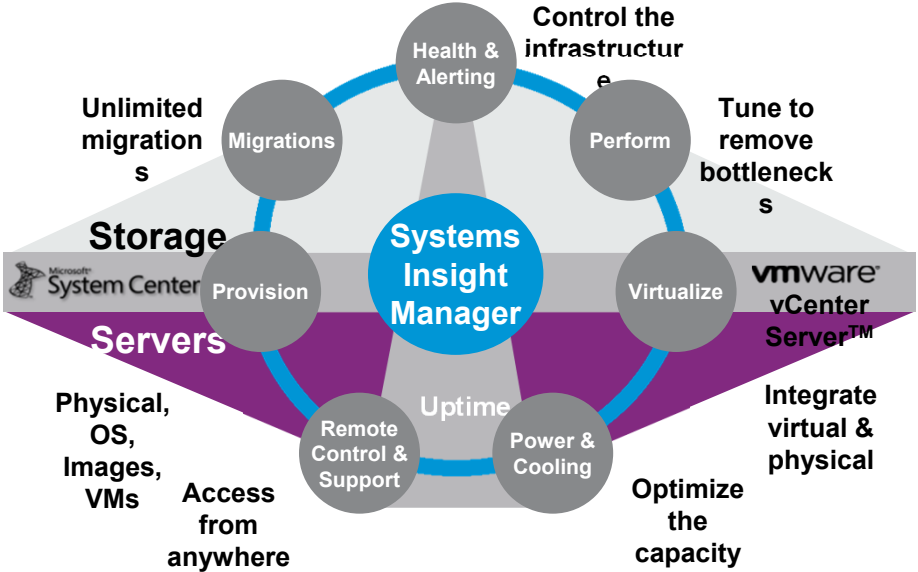 Control the
infrastructur
e
Health &
Alerting
Unlimited
migration
s
Migrations
Perform
Tune to
remove
bottleneck
s
Storage
Systems
Insight
Manager
Microsoft®
System Center
Provision
Virtualize
vmware®
vCenter
Server™
Servers
Uptime
Physical,
OS,
Images,
VMs
Remote
Control &
Support
Power &
Cooling
Integrate
virtual &
physical
Access
from
anywhere
Optimize
the
capacity